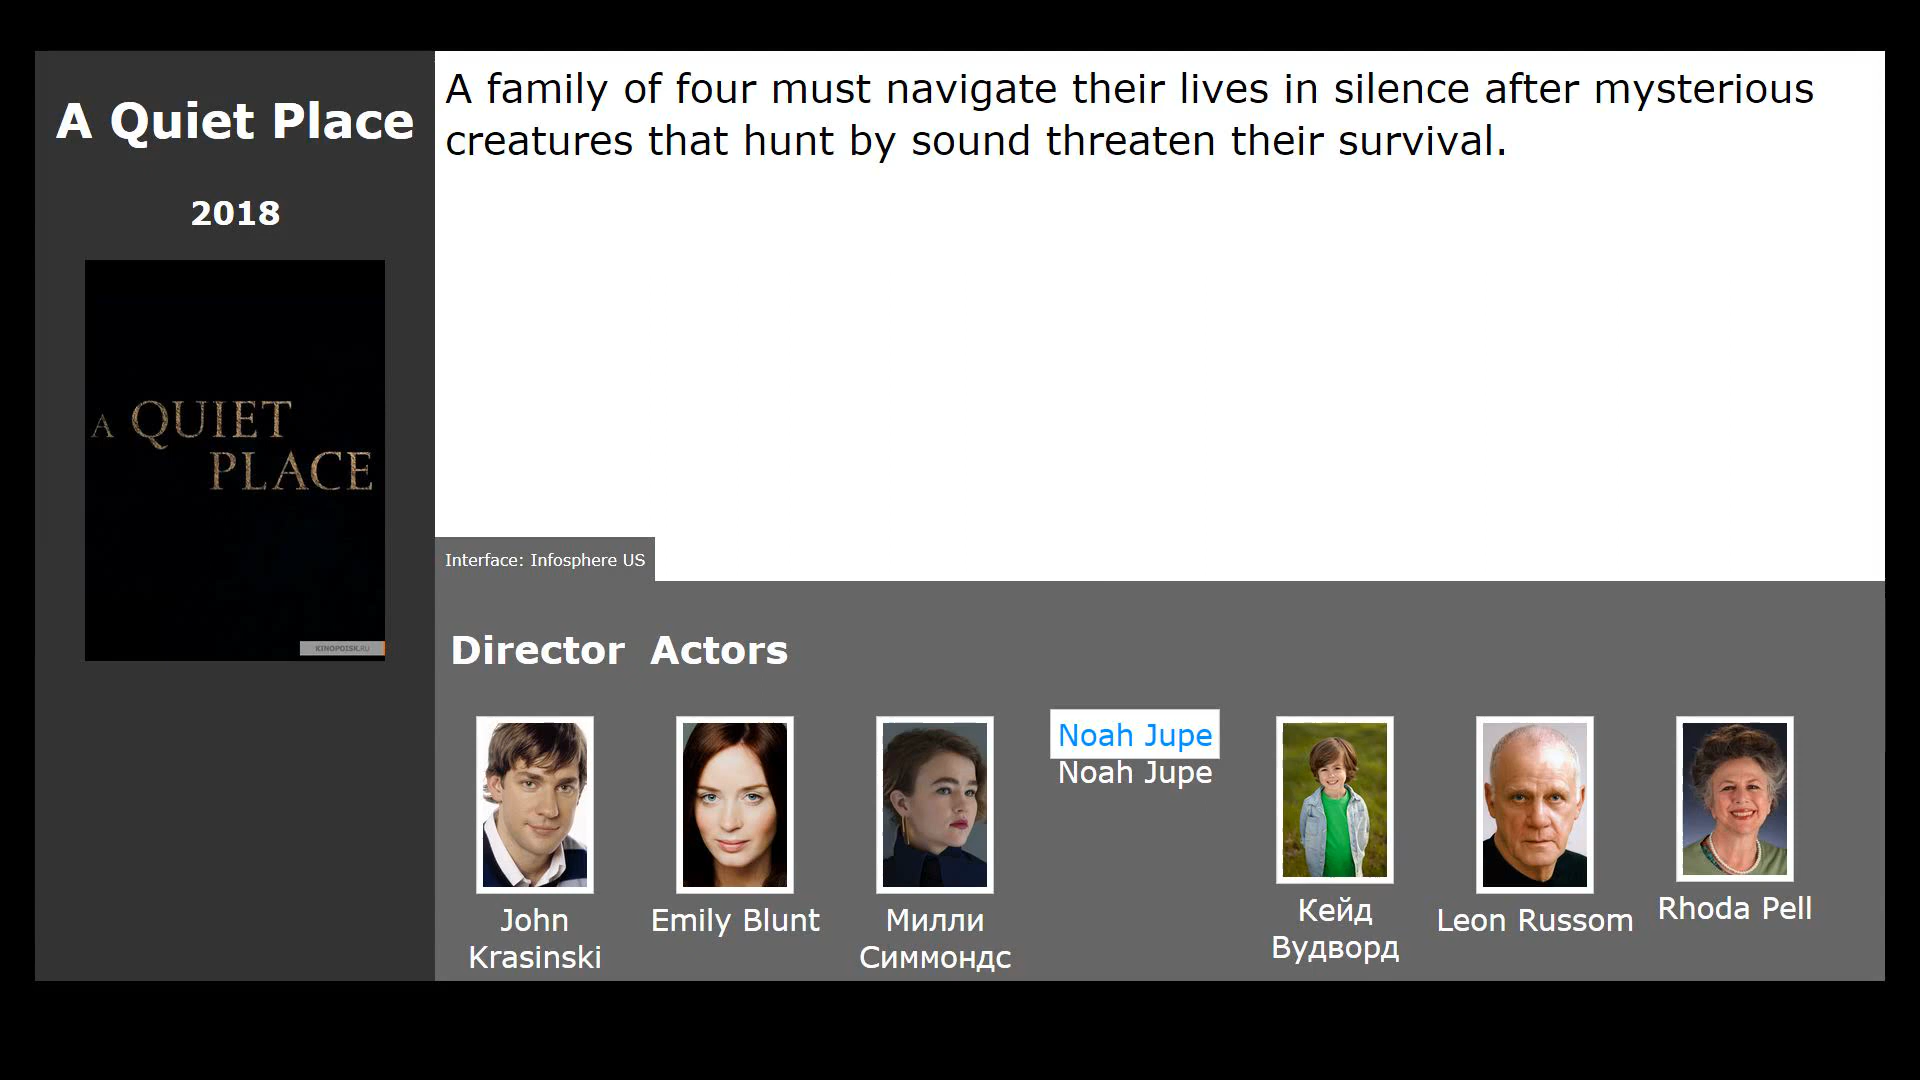 A Quiet Place
2018
A QUIET
PLACE
KINOPOISK.RU
A family of four must navigate their lives in silence after mysterious
creatures that hunt by sound threaten their survival.
Interface: Infosphere US
Director Actors
Noah Jupe
Noah Jupe
John
Krasinski
Emily Blunt
Милли
Симмондс
Кейд
Вудворд
Leon Russom
Rhoda Pell